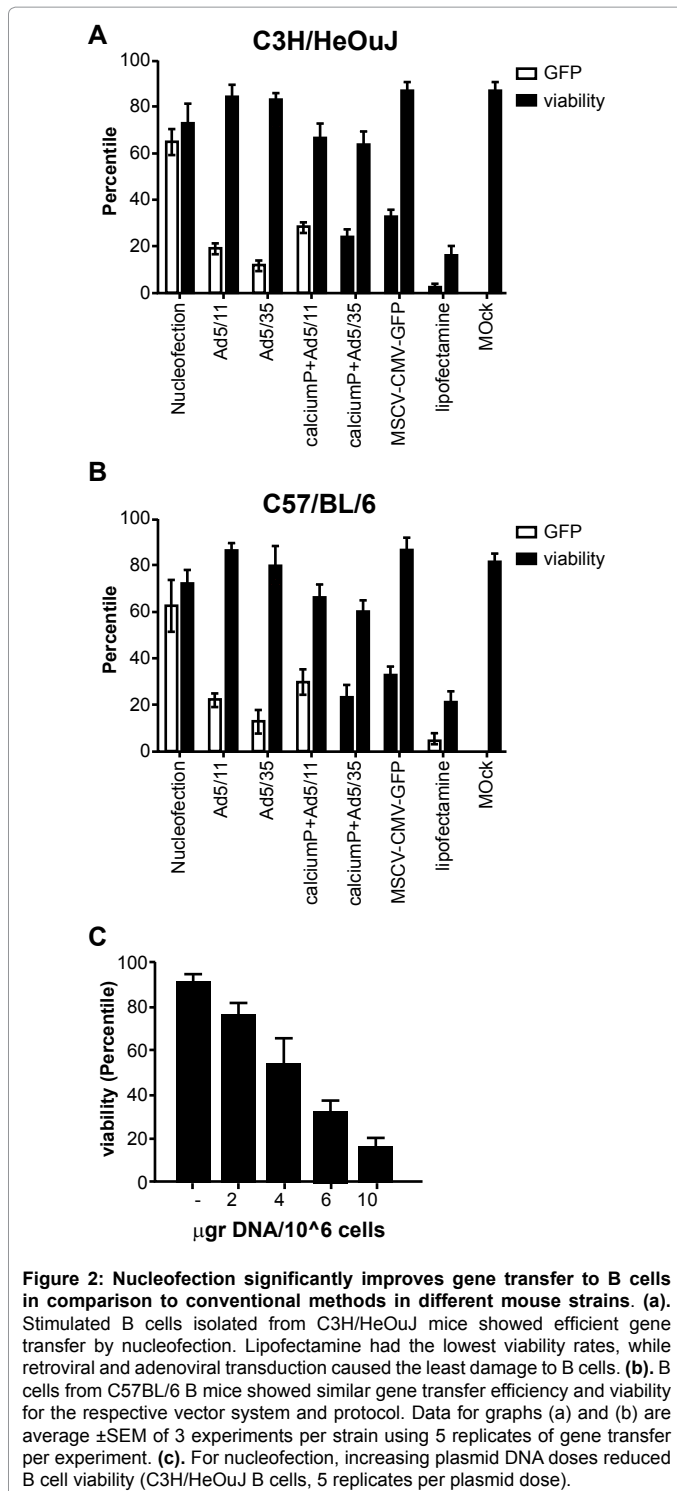 A
C3H/HeOuJ
GFP
viability
Percentile
100
80
60
40
20
0
Nucleofection
Ad5/11
Ad5/35
calciumP+Ad5/11
calciumP+Ad5/35
MSCV-CMV-GFP
lipofectamine
MOck
B
C57/BL/6
GFP
viability
Percentile
100
80
60
40
20
0
Nucleofection
Ad5/11
Ad5/35
calciumP+Ad5/11
calciumP+Ad5/35
MSCV-CMV-GFP
lipofectamine
MOck
C
viability (Percentile)
100
80
60
40
20
0
- 2 4 6 10
μgr DNA/10^6 cells
Figure 2: Nucleofection significantly improves gene transfer to B cells
in comparison to conventional methods in different mouse strains. (a).
Stimulated B cells isolated from C3H/HeOuJ mice showed efficient gene
transfer by nucleofection. Lipofectamine had the lowest viability rates, while
retroviral and adenoviral transduction caused the least damage to B cells. (b). B
cells from C57BL/6 B mice showed similar gene transfer efficiency and viability
for the respective vector system and protocol. Data for graphs (a) and (b) are
average ±SEM of 3 experiments per strain using 5 replicates of gene transfer
per experiment. (c). For nucleofection, increasing plasmid DNA doses reduced
B cell viability (C3H/HeOuJ B cells, 5 replicates per plasmid dose).